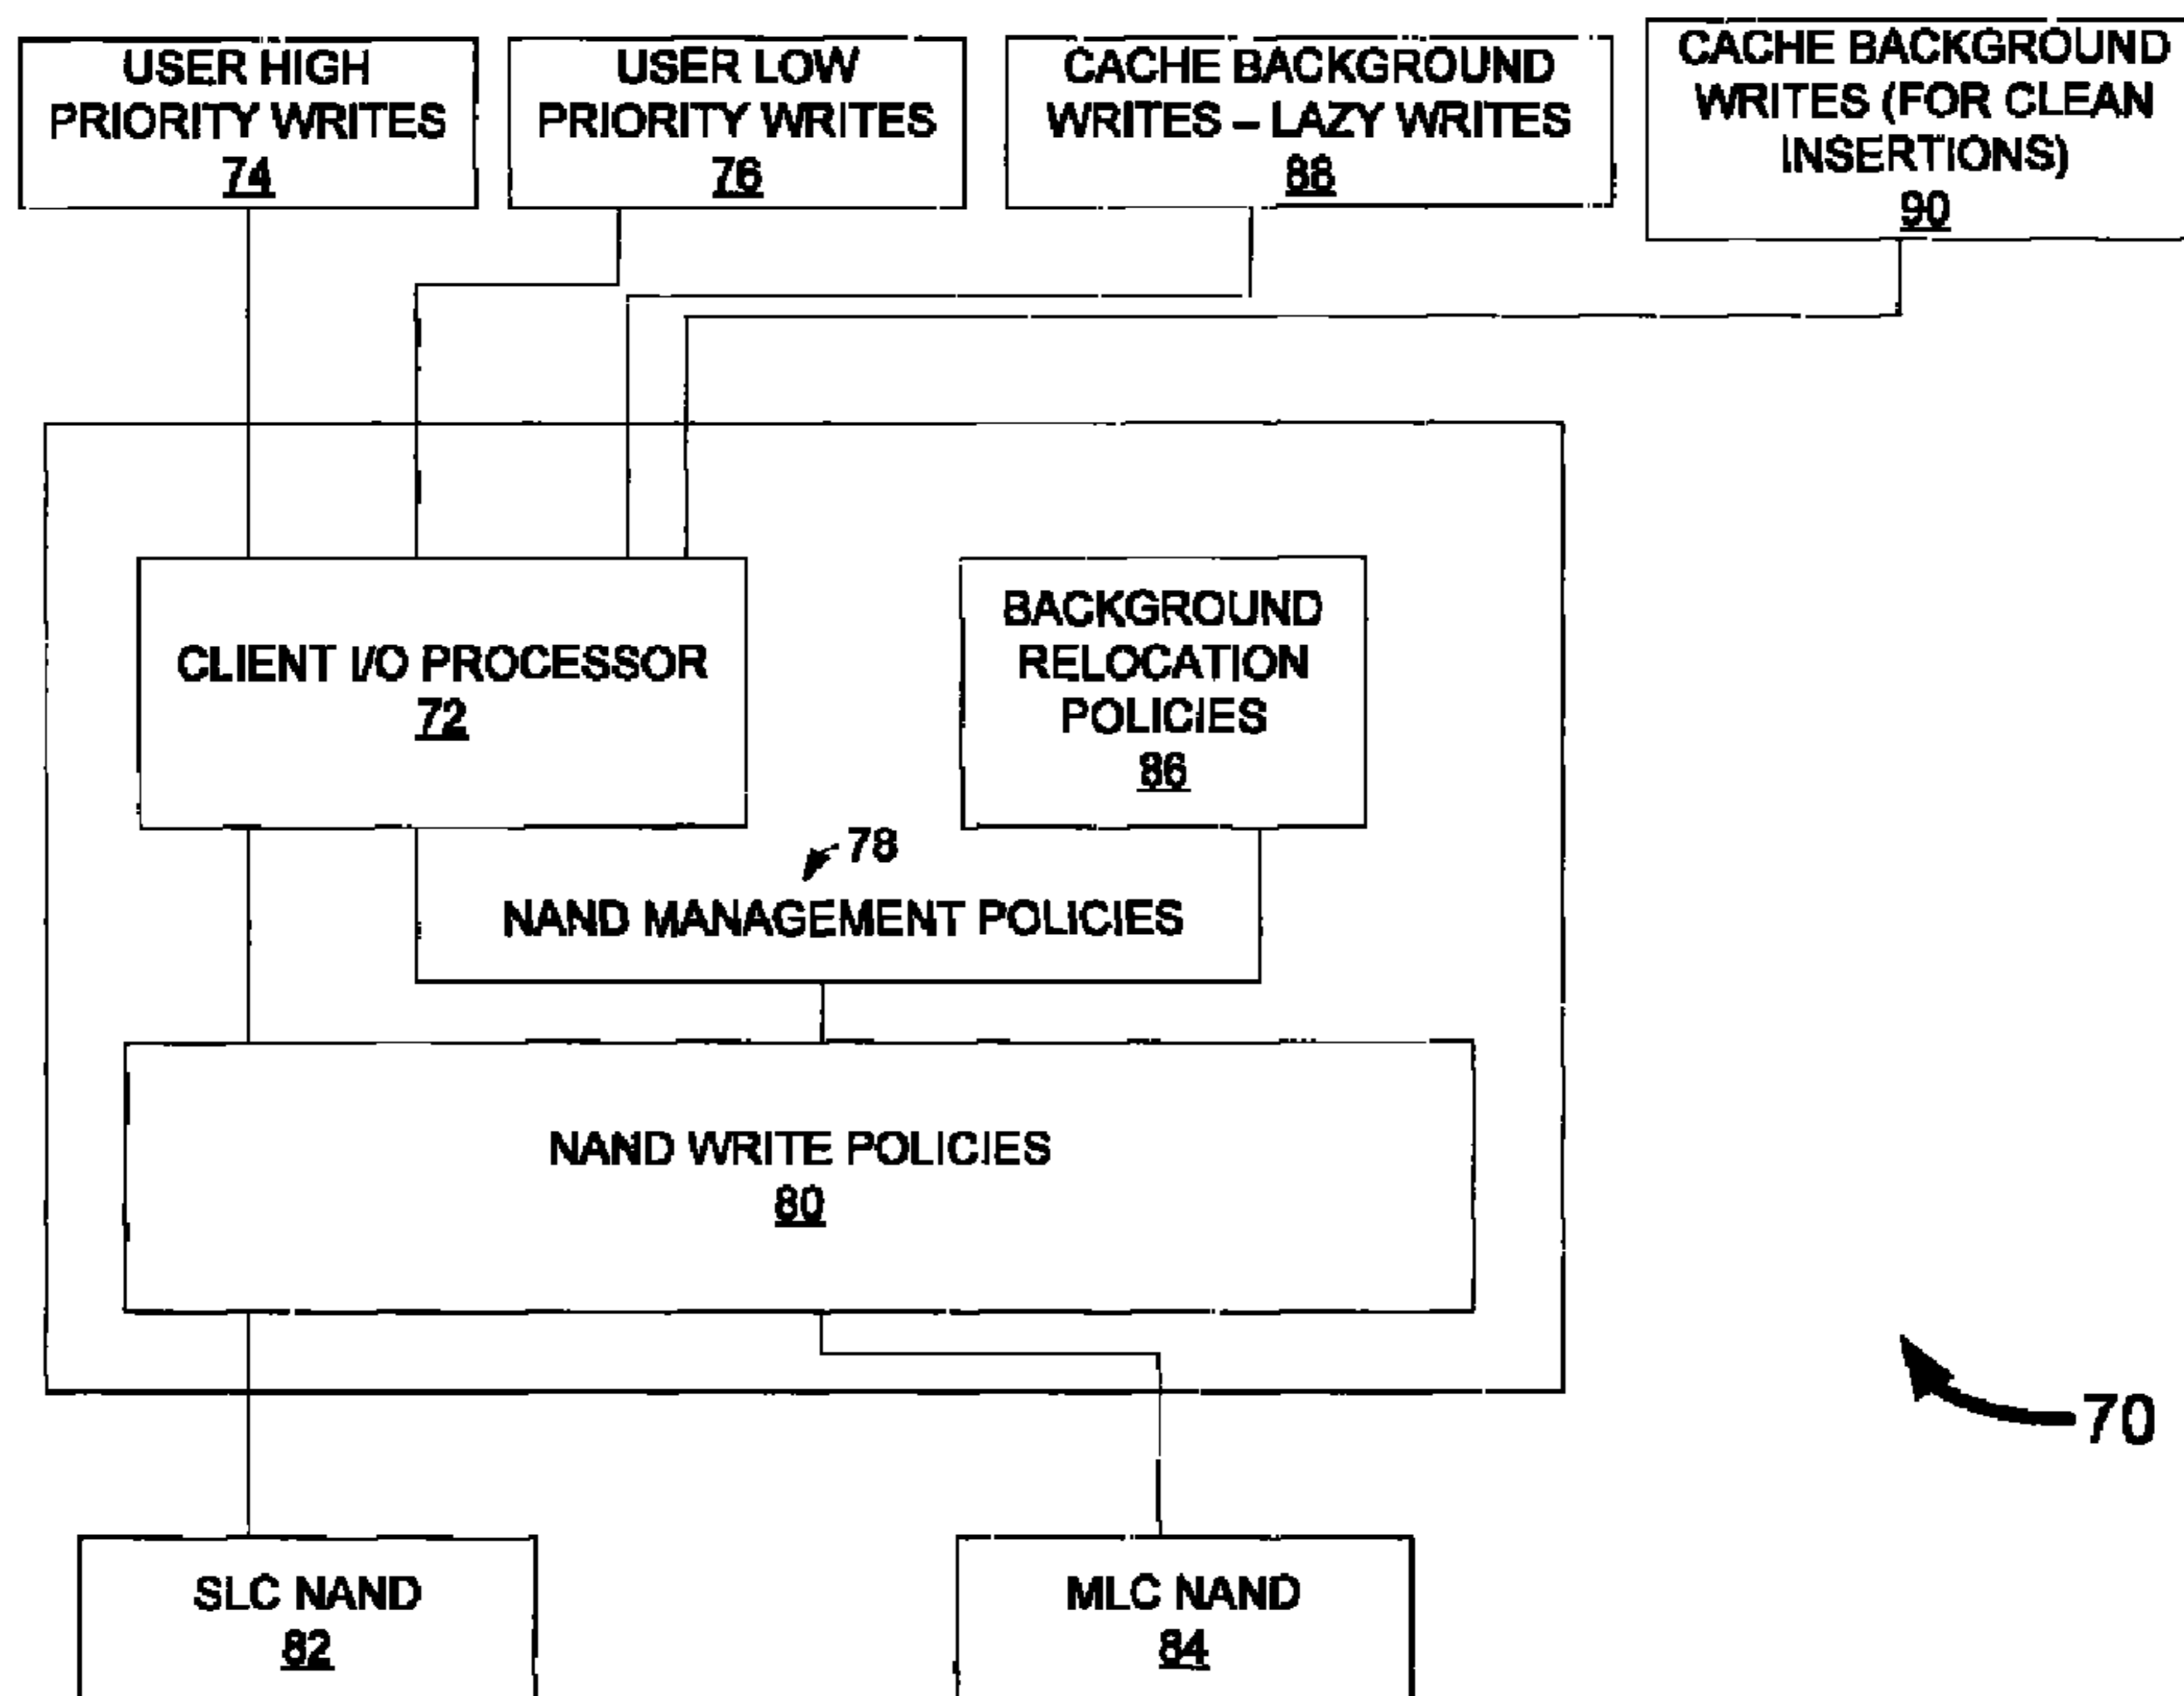 USER HIGH
PRIORITY WRITES
74
USER LOW
PRIORITY WRITES
76
CACHE BACKGROUND
WRITES – LAZY WRITES
88
CACHE BACKGROUND
WRITES (FOR CLEAN
INSERTIONS)
90
CLIENT I/O PROCESSOR
72
BACKGROUND
RELOCATION
POLICIES
86
78
NAND MANAGEMENT POLICIES
NAND WRITE POLICIES
80
70
SLC NAND
82
MLC NAND
84